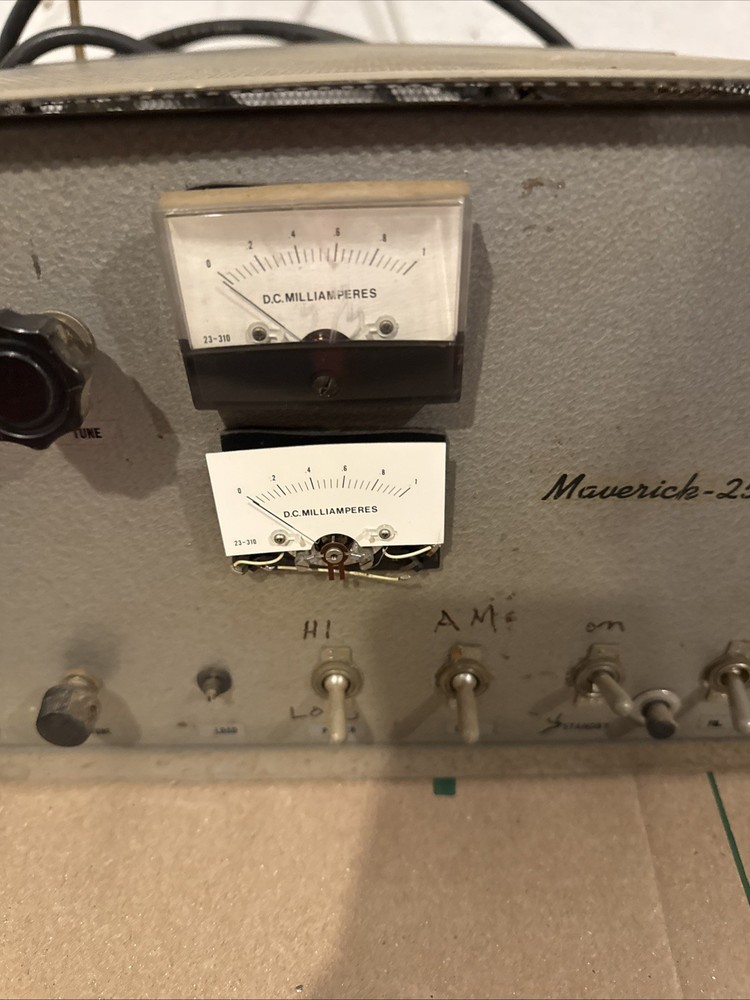 0 .2 .4 .6 .8 1
D.C.MILLIAMPERES
23-310
TUNE
0 .2 .4 .6 .8 1
D.C.MILLIAMPERES
23-310
Maverick-25
HI
AM
on
LO
LOAD
STANDBY